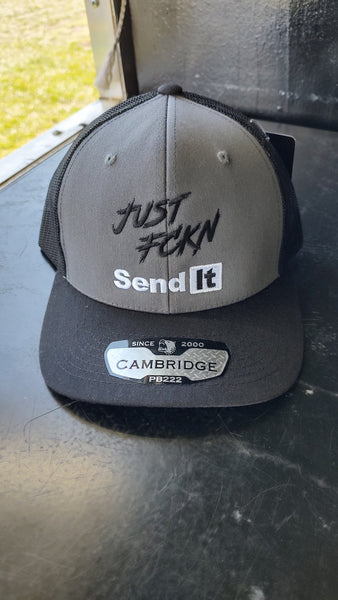 JUST
FCKN
Send It
SINCE 2000
CAMBRIDGE
PB222